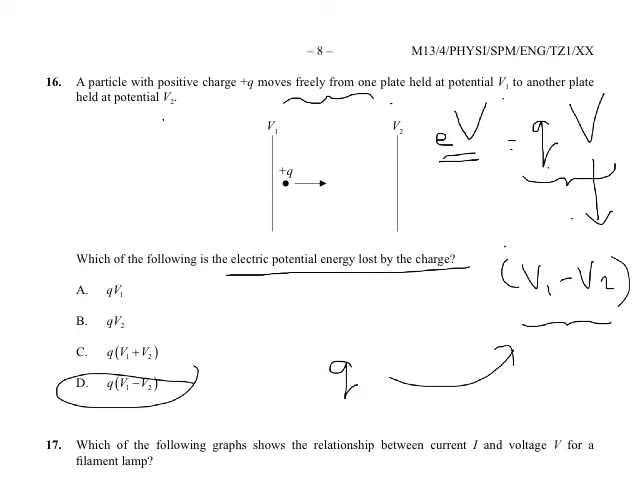 – 8 –
M13/4/PHYSI/SPM/ENG/TZ1/XX
16. A particle with positive charge +q moves freely from one plate held at potential V₁ to another plate
held at potential V₂.
V₁ V₂
+q
eV = qV
Which of the following is the electric potential energy lost by the charge?
(V₁ – V₂)
A. qV₁
B. qV₂
C. q(V₁ + V₂)
q
D. q(V₁ – V₂)
17. Which of the following graphs shows the relationship between current I and voltage V for a
filament lamp?